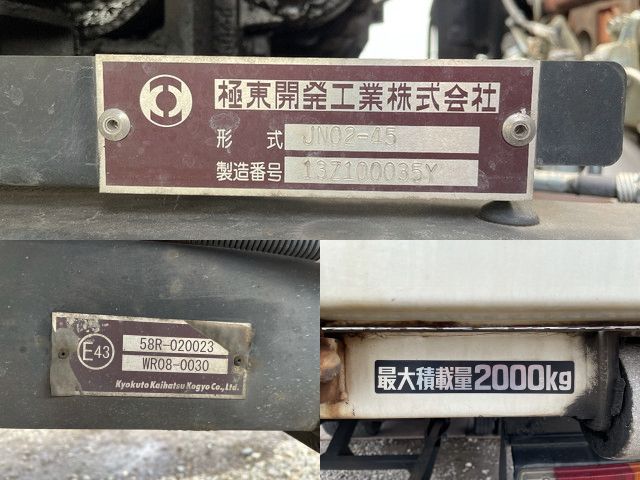 極東開発工業株式会社
形式 JN02-45
製造番号 13Z100035Y
E43
58R-020023
WR08-0030
Kyokuto Kaihatsu Kogyo Co., Ltd.
最大積載量2000kg